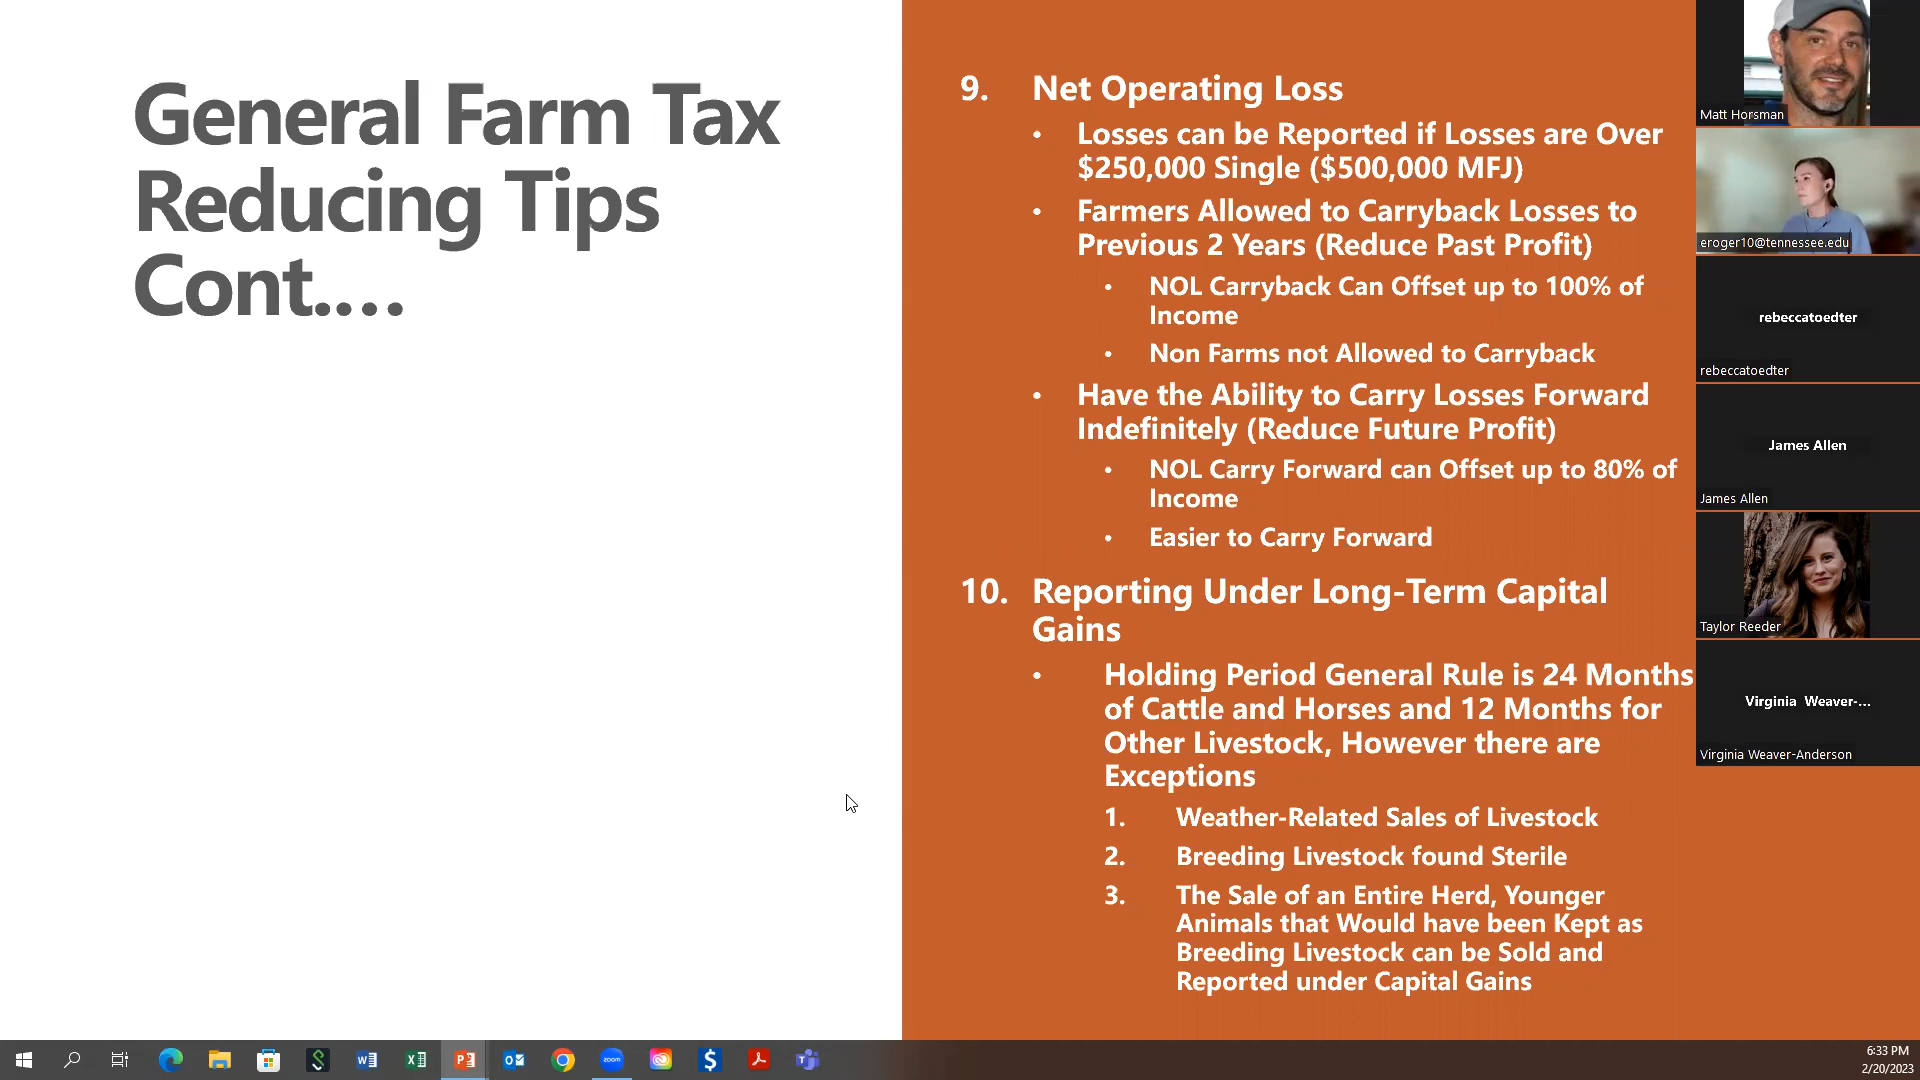 General Farm Tax
Reducing Tips
Cont.…
9. Net Operating Loss
• Losses can be Reported if Losses are Over
$250,000 Single ($500,000 MFJ)
• Farmers Allowed to Carryback Losses to
Previous 2 Years (Reduce Past Profit)
• NOL Carryback Can Offset up to 100% of
Income
• Non Farms not Allowed to Carryback
• Have the Ability to Carry Losses Forward
Indefinitely (Reduce Future Profit)
• NOL Carry Forward can Offset up to 80% of
Income
• Easier to Carry Forward
10. Reporting Under Long-Term Capital
Gains
• Holding Period General Rule is 24 Months
of Cattle and Horses and 12 Months for
Other Livestock, However there are
Exceptions
1. Weather-Related Sales of Livestock
2. Breeding Livestock found Sterile
3. The Sale of an Entire Herd, Younger
Animals that Would have been Kept as
Breeding Livestock can be Sold and
Reported under Capital Gains
Matt Horsman
eroger10@tennessee.edu
rebeccatoedter
rebeccatoedter
James Allen
James Allen
Taylor Reeder
Virginia Weaver-...
Virginia Weaver-Anderson
zoom
6:33 PM
2/20/2023